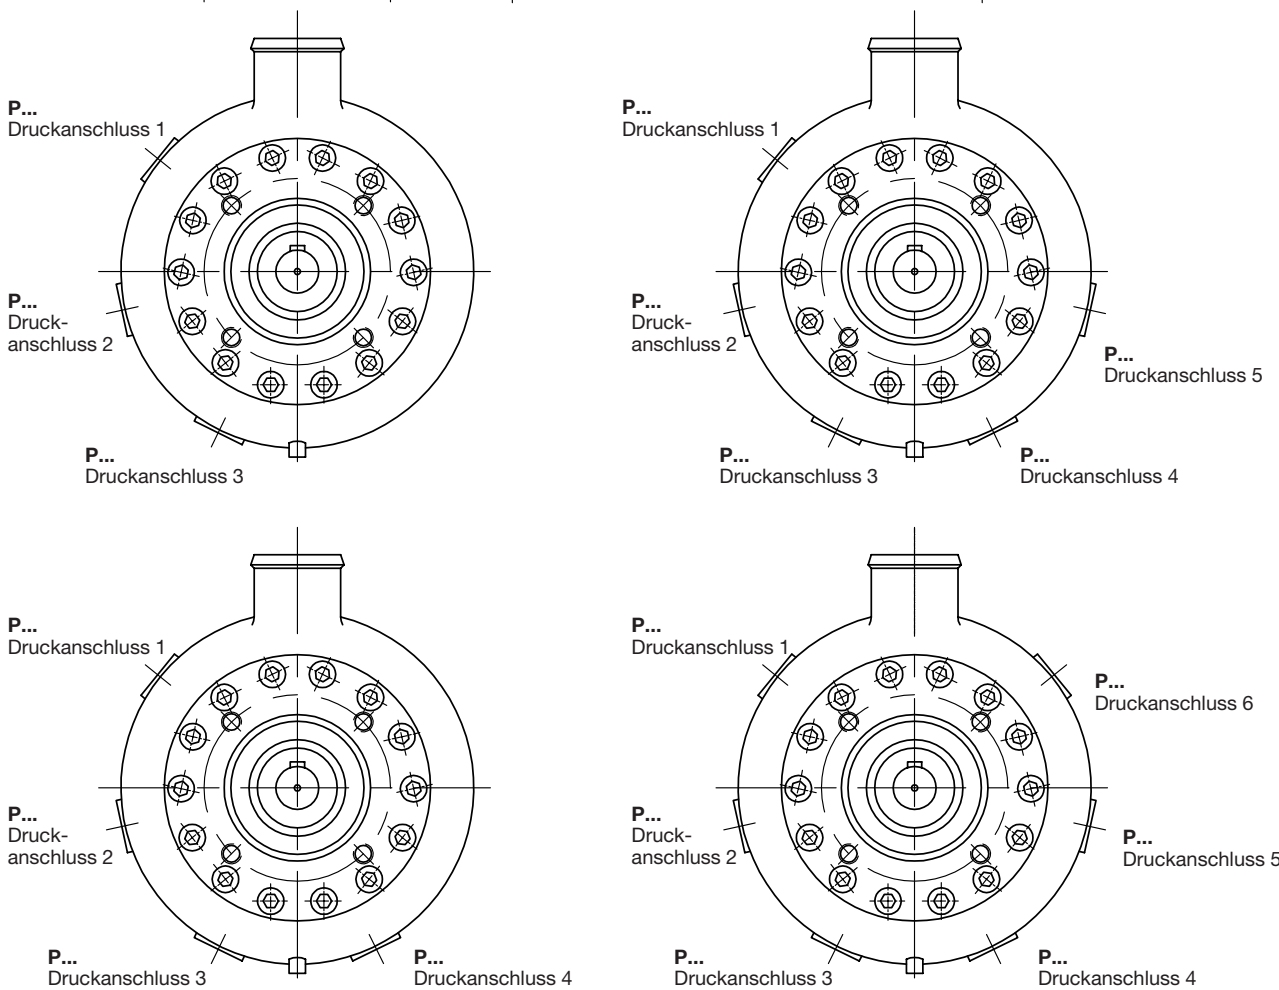 P...
Druckanschluss 1
P...
Druck-
anschluss 2
P...
Druckanschluss 3
P...
Druckanschluss 1
P...
Druck-
anschluss 2
P...
Druckanschluss 5
P...
Druckanschluss 3
P...
Druckanschluss 4
P...
Druckanschluss 1
P...
Druck-
anschluss 2
P...
Druckanschluss 3
P...
Druckanschluss 4
P...
Druckanschluss 1
P...
Druckanschluss 6
P...
Druck-
anschluss 2
P...
Druckanschluss 5
P...
Druckanschluss 3
P...
Druckanschluss 4